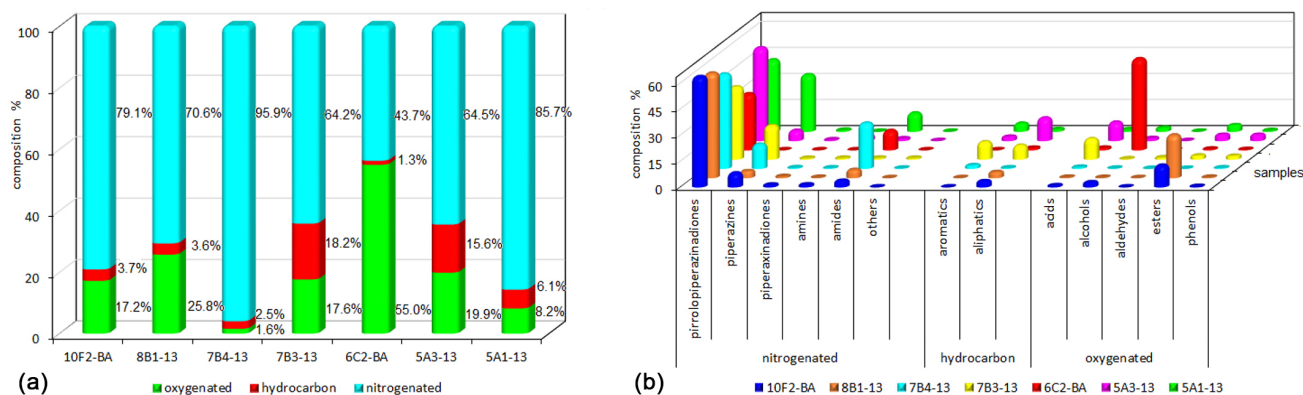 composition %
100
80
60
40
20
0
79.1% 70.6% 95.9% 64.2% 43.7% 64.5% 85.7%
1.3%
3.7% 3.6% 2.5% 18.2% 15.6% 6.1%
17.2% 25.8% 1.6% 17.6% 55.0% 19.9% 8.2%
10F2-BA 8B1-13 7B4-13 7B3-13 6C2-BA 5A3-13 5A1-13
oxygenated hydrocarbon nitrogenated
(a)
composition %
60
45
30
15
0
samples
pirrolopiperazinadiones
piperazines
piperaxinadiones
amines
amides
others
aromatics
aliphatics
acids
alcohols
aldehydes
esters
phenols
nitrogenated hydrocarbon oxygenated
10F2-BA 8B1-13 7B4-13 7B3-13 6C2-BA 5A3-13 5A1-13
(b)